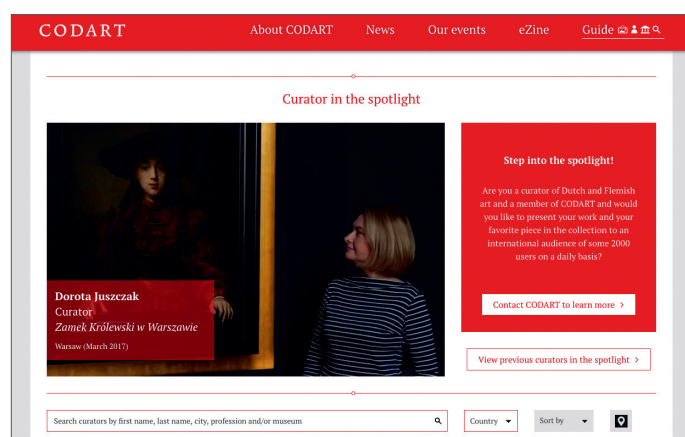 CODART
About CODART News Our events eZine Guide
Curator in the spotlight
Dorota Juszczak
Curator
Zamek Królewski w Warszawie
Warsaw (March 2017)
Step into the spotlight!
Are you a curator of Dutch and Flemish
art and a member of CODART and would
you like to present your work and your
favorite piece in the collection to an
international audience of some 2000
users on a daily basis?
Contact CODART to learn more >
View previous curators in the spotlight >
Search curators by first name, last name, city, profession and/or museum
Country
Sort by